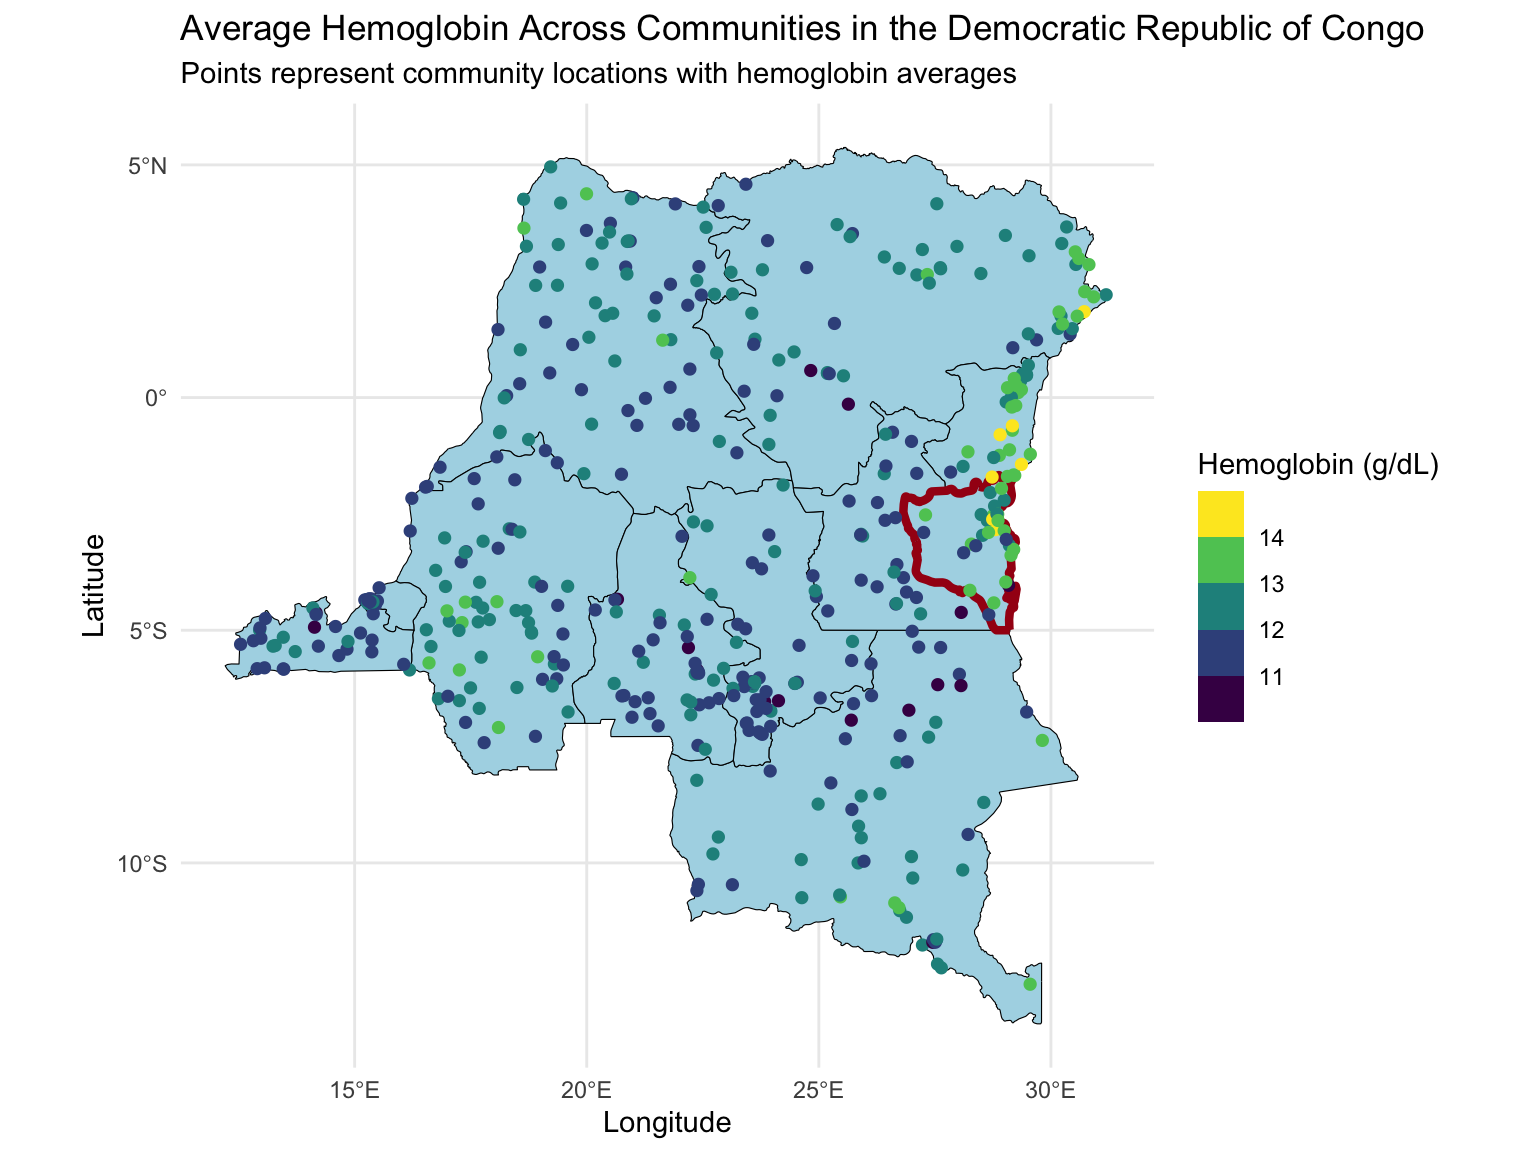 Average Hemoglobin Across Communities in the Democratic Republic of Congo
Points represent community locations with hemoglobin averages
5°N
0°
5°S
10°S
Latitude
15°E
20°E
25°E
30°E
Longitude
Hemoglobin (g/dL)
14
13
12
11